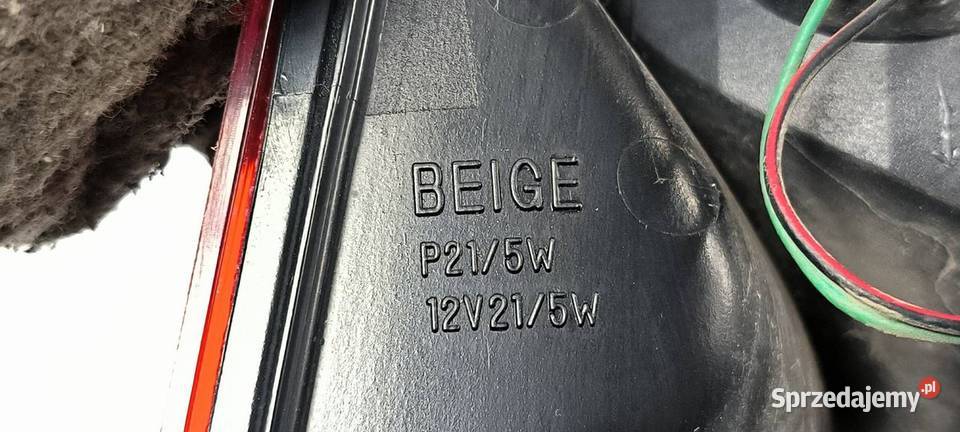 BEIGE
P21/5W
12V21/5W
Sprzedajemy.pl